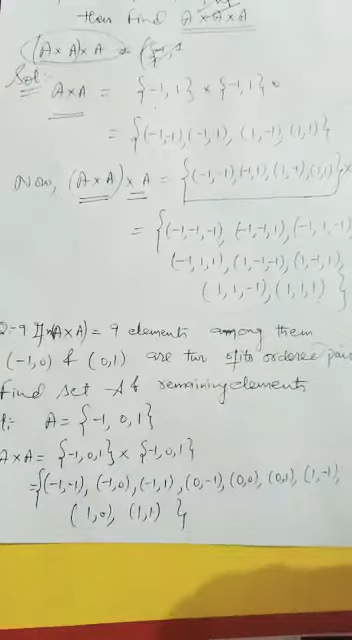 then find A × A × A
(A × A) × A = {(-1, 1
Sol:
A×A = {-1, 1} × {-1, 1}
= {(-1,-1), (-1,1), (1,-1), (1,1)}
Now, (A × A) × A = {(-1,-1), (-1,1), (1,-1), (1,1)} ×
= {(-1,-1,-1), (-1,-1,1), (-1,1,-1)
(-1,1,1), (1,-1,-1), (1,-1,1),
(1,1,-1), (1,1,1) }
Q:-9 If n(A×A) = 9 elements among them
(-1,0) & (0,1) are two of its orderee pair
Find set A & remaining elements
A = {-1, 0, 1}
A×A = {-1,0,1} × {-1,0,1}
={(-1,-1), (-1,0), (-1,1), (0,-1), (0,0), (0,1), (1,-1),
(1,0), (1,1) }